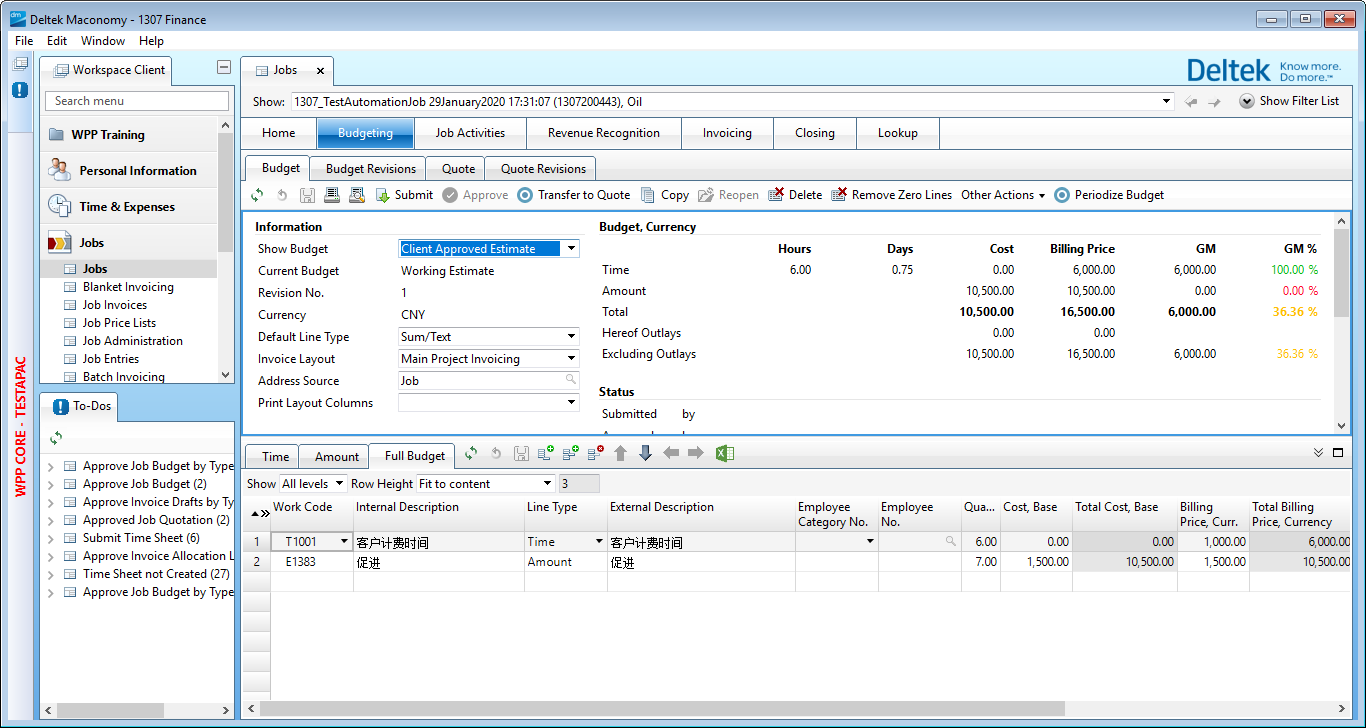 Deltek Maconomy - 1307 Finance
File Edit Window Help
Workspace Client
Search menu
WPP Training
Personal Information
Time & Expenses
Jobs
Jobs
Blanket Invoicing
Job Invoices
Job Price Lists
Job Administration
Job Entries
Batch Invoicing
WPP CORE - TESTAPAC
To-Dos
Approve Job Budget by Type
Approve Job Budget (2)
Approve Invoice Drafts by Ty
Approved Job Quotation (2)
Submit Time Sheet (6)
Approve Invoice Allocation L
Time Sheet not Created (27)
Approve Job Budget by Type
Jobs
Deltek Know more. Do more.™
Show: 1307_TestAutomationJob 29January2020 17:31:07 (1307200443), Oil
Show Filter List
Home Budgeting Job Activities Revenue Recognition Invoicing Closing Lookup
Budget Budget Revisions Quote Quote Revisions
Submit Approve Transfer to Quote Copy Reopen Delete Remove Zero Lines Other Actions Periodize Budget
Information
Show Budget Client Approved Estimate
Current Budget Working Estimate
Revision No. 1
Currency CNY
Default Line Type Sum/Text
Invoice Layout Main Project Invoicing
Address Source Job
Print Layout Columns
Budget, Currency
Hours Days Cost Billing Price GM GM %
Time 6.00 0.75 0.00 6,000.00 6,000.00 100.00 %
Amount 10,500.00 10,500.00 0.00 0.00 %
Total 10,500.00 16,500.00 6,000.00 36.36 %
Hereof Outlays 0.00 0.00
Excluding Outlays 10,500.00 16,500.00 6,000.00 36.36 %
Status
Submitted by
Time Amount Full Budget
Show All levels Row Height Fit to content 3
Work Code Internal Description Line Type External Description Employee Category No. Employee No. Qua... Cost, Base Total Cost, Base Billing Price, Curr. Total Billing Price, Currency
1 T1001 客户计费时间 Time 客户计费时间 6.00 0.00 0.00 1,000.00 6,000.00
2 E1383 促进 Amount 促进 7.00 1,500.00 10,500.00 1,500.00 10,500.00